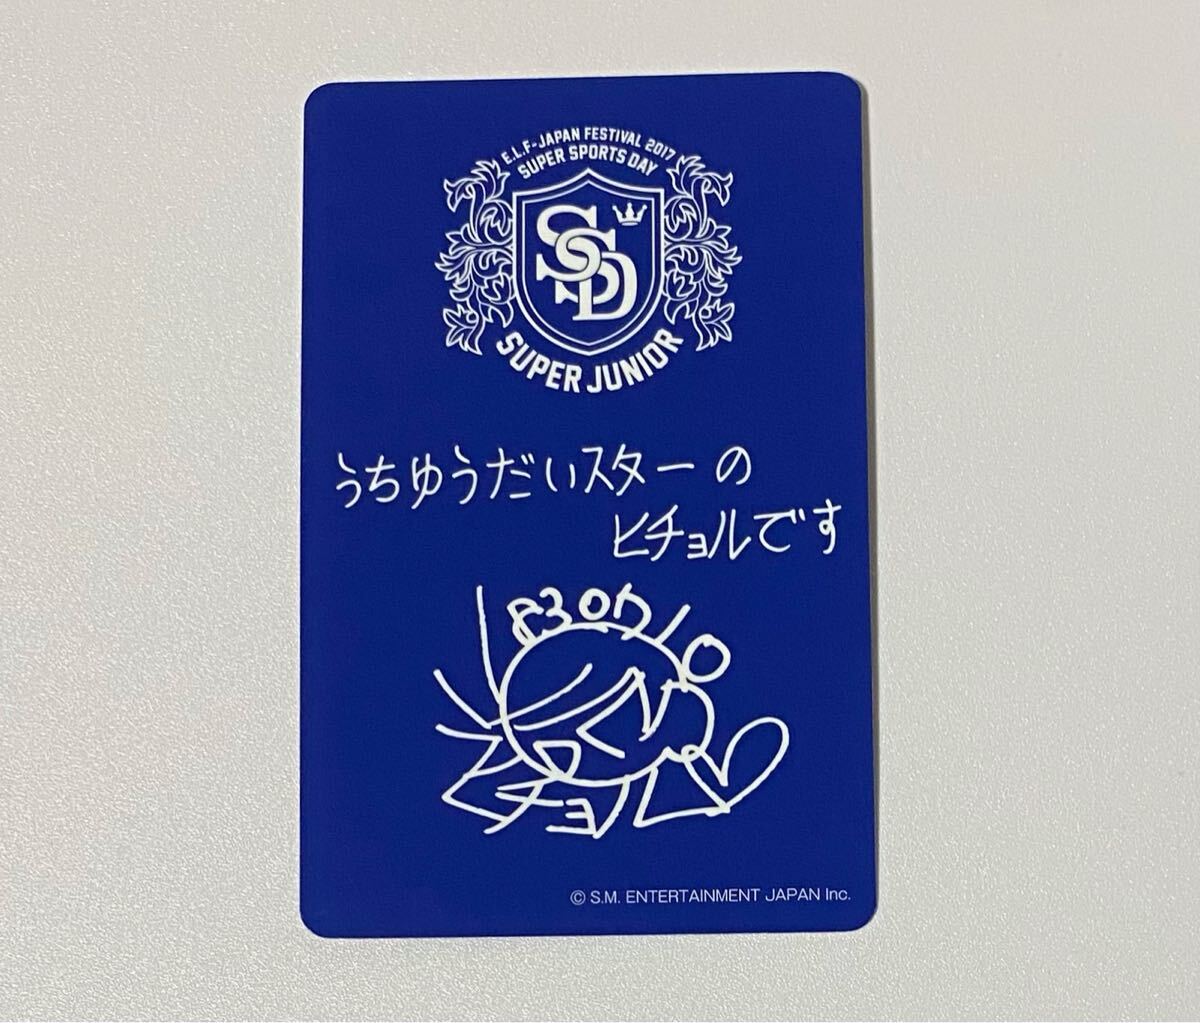 E.L.F-JAPAN FESTIVAL 2017
SUPER SPORTS DAY
SSD
SUPER JUNIOR
うちゆうだいスターの
ヒチョルです
ヒチョル
© S.M. ENTERTAINMENT JAPAN Inc.